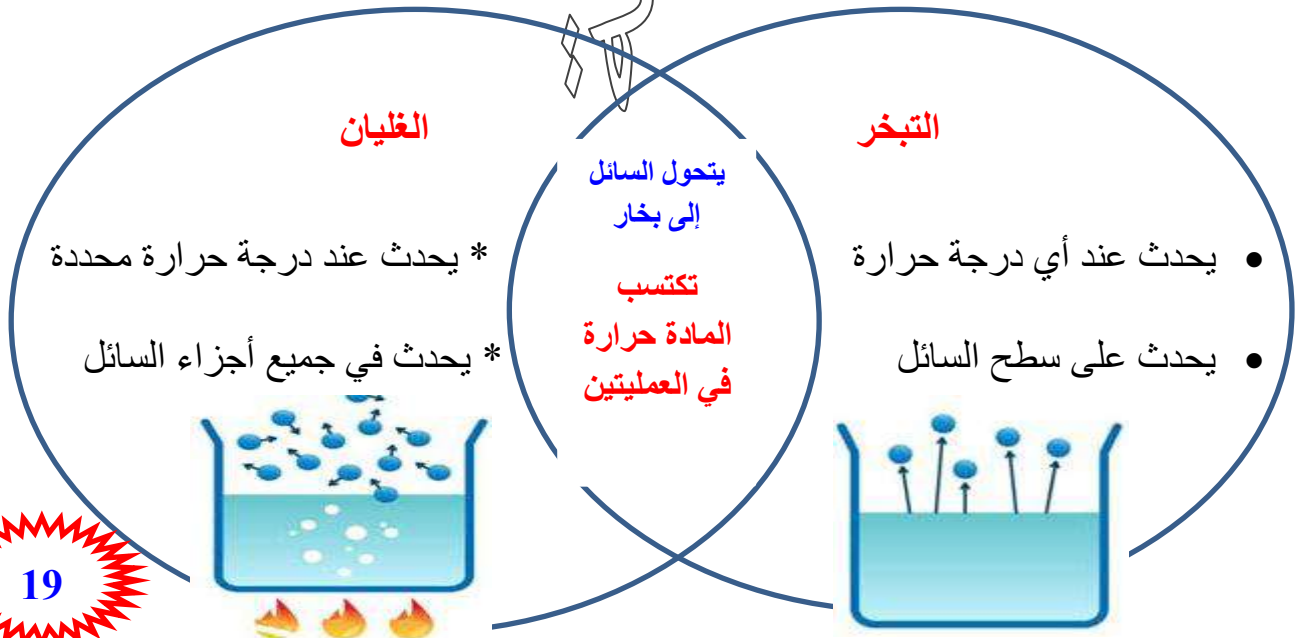 التبخر
• يحدث عند أي درجة حرارة
• يحدث على سطح السائل
يتحول السائل
إلى بخار
تكتسب
المادة حرارة
في العمليتين
الغليان
* يحدث عند درجة حرارة محددة
* يحدث في جميع أجزاء السائل
19